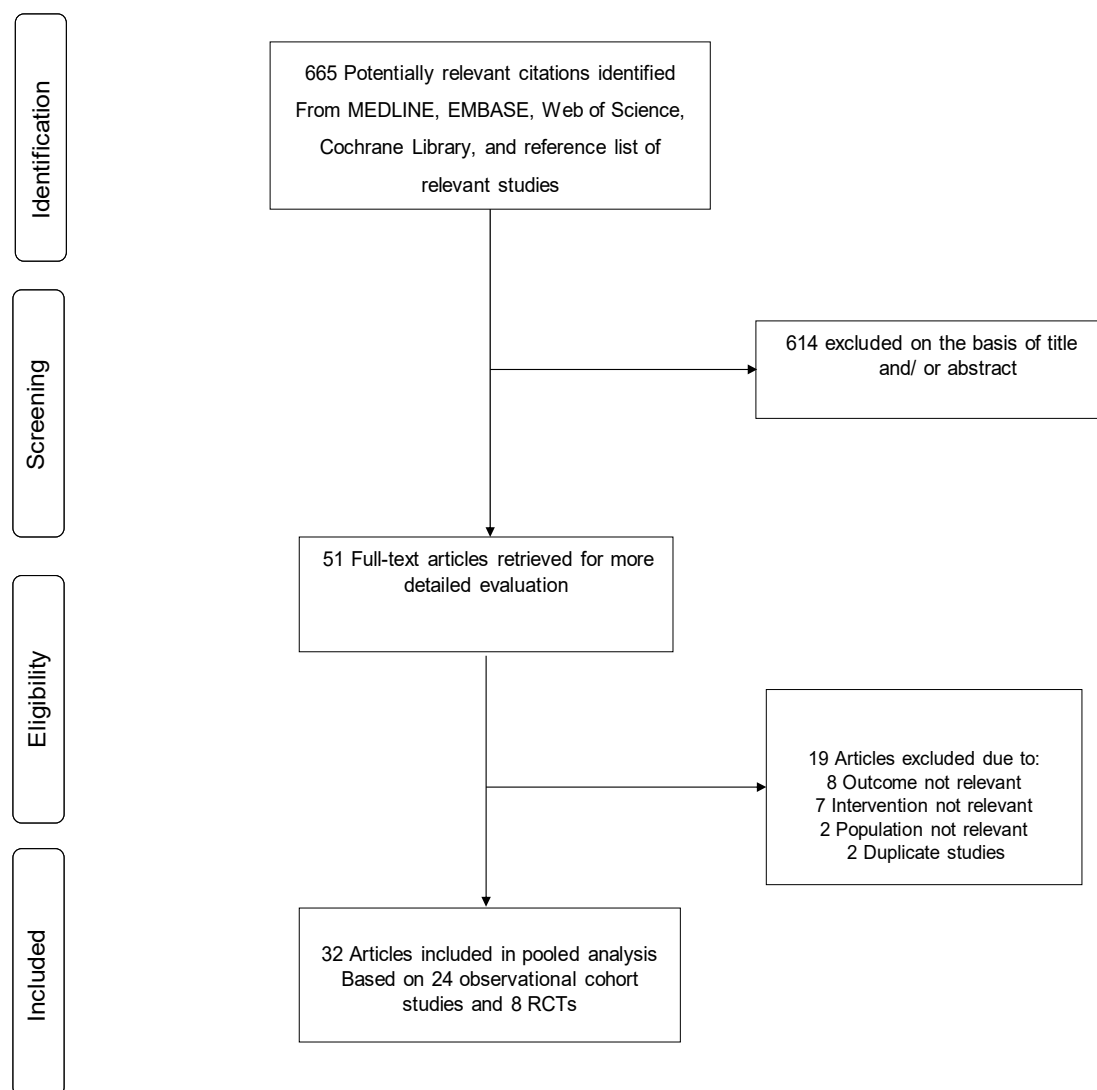 Identification
665 Potentially relevant citations identified
From MEDLINE, EMBASE, Web of Science,
Cochrane Library, and reference list of
relevant studies
Screening
614 excluded on the basis of title
and/ or abstract
51 Full-text articles retrieved for more
detailed evaluation
Eligibility
19 Articles excluded due to:
8 Outcome not relevant
7 Intervention not relevant
2 Population not relevant
2 Duplicate studies
Included
32 Articles included in pooled analysis
Based on 24 observational cohort
studies and 8 RCTs